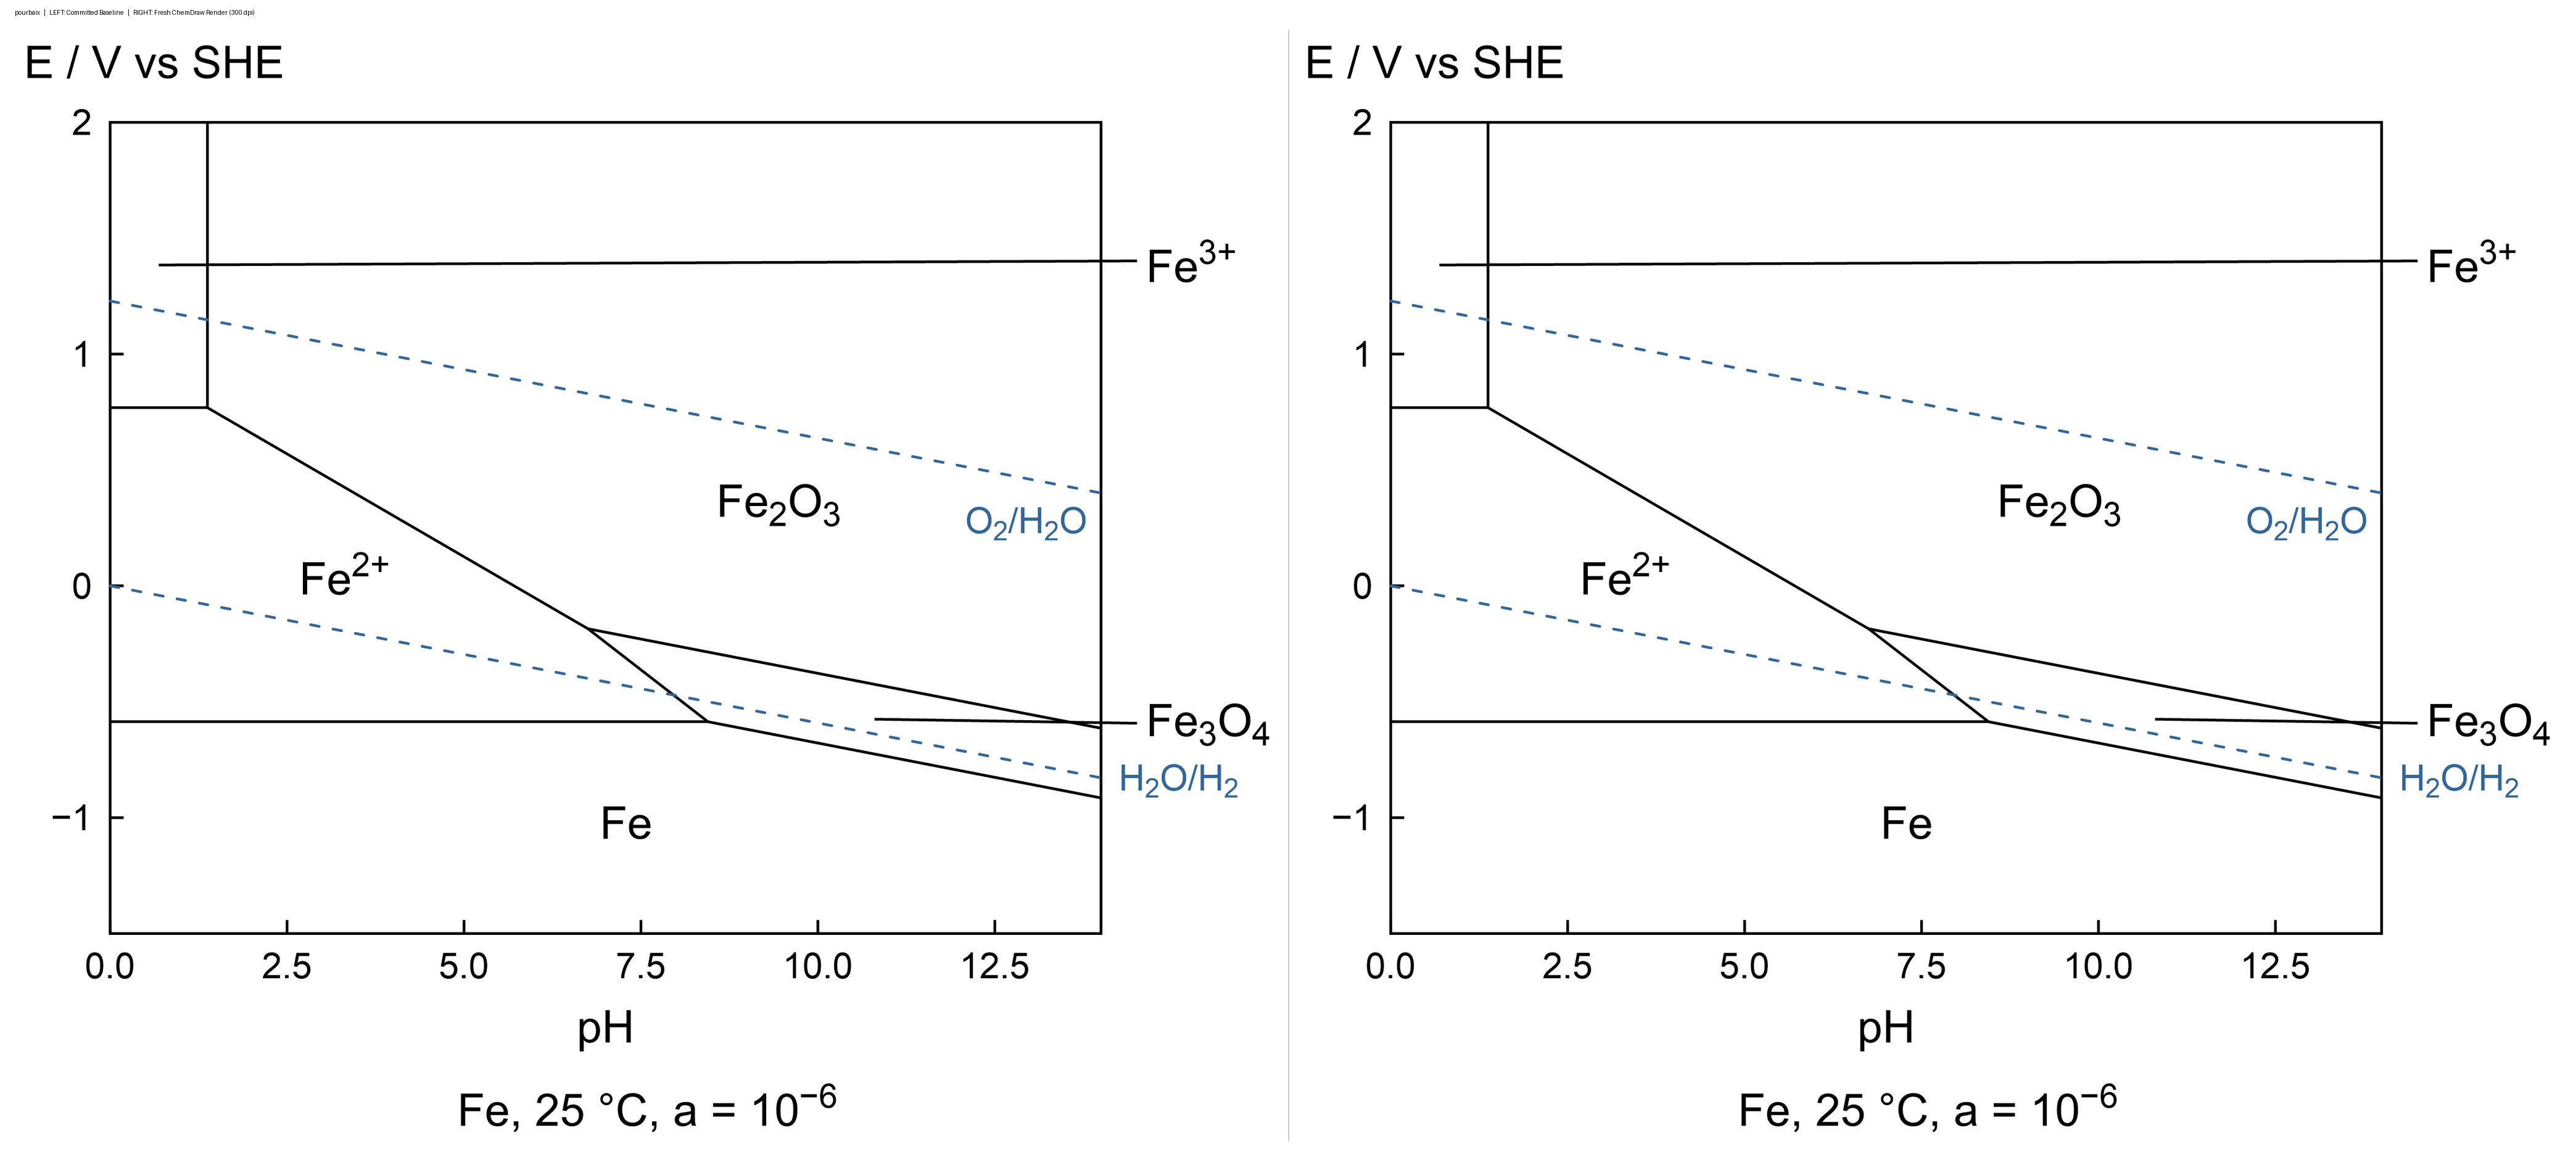 pourbaix | LEFT: Committed Baseline | RIGHT: Fresh ChemDraw Render (300 dpi)
E / V vs SHE
2
Fe³⁺
1
Fe₂O₃
O₂/H₂O
Fe²⁺
0
Fe₃O₄
H₂O/H₂
−1
Fe
0.0 2.5 5.0 7.5 10.0 12.5
pH
Fe, 25 °C, a = 10⁻⁶
E / V vs SHE
2
Fe³⁺
1
Fe₂O₃
O₂/H₂O
Fe²⁺
0
Fe₃O₄
H₂O/H₂
−1
Fe
0.0 2.5 5.0 7.5 10.0 12.5
pH
Fe, 25 °C, a = 10⁻⁶